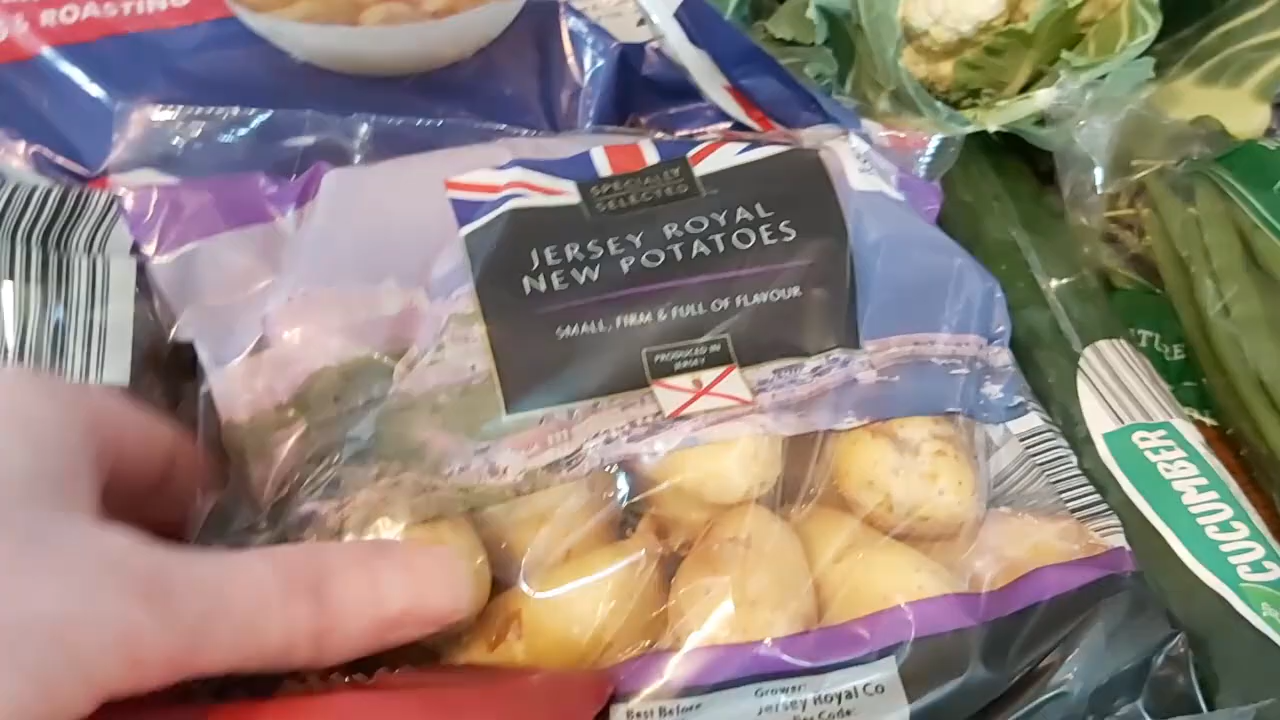 & ROASTING
SPECIALLY
SELECTED
JERSEY ROYAL
NEW POTATOES
SMALL, FIRM & FULL OF FLAVOUR
PRODUCED IN
JERSEY
CUCUMBER
Grower:
Jersey Royal Co
Best Before
Code: